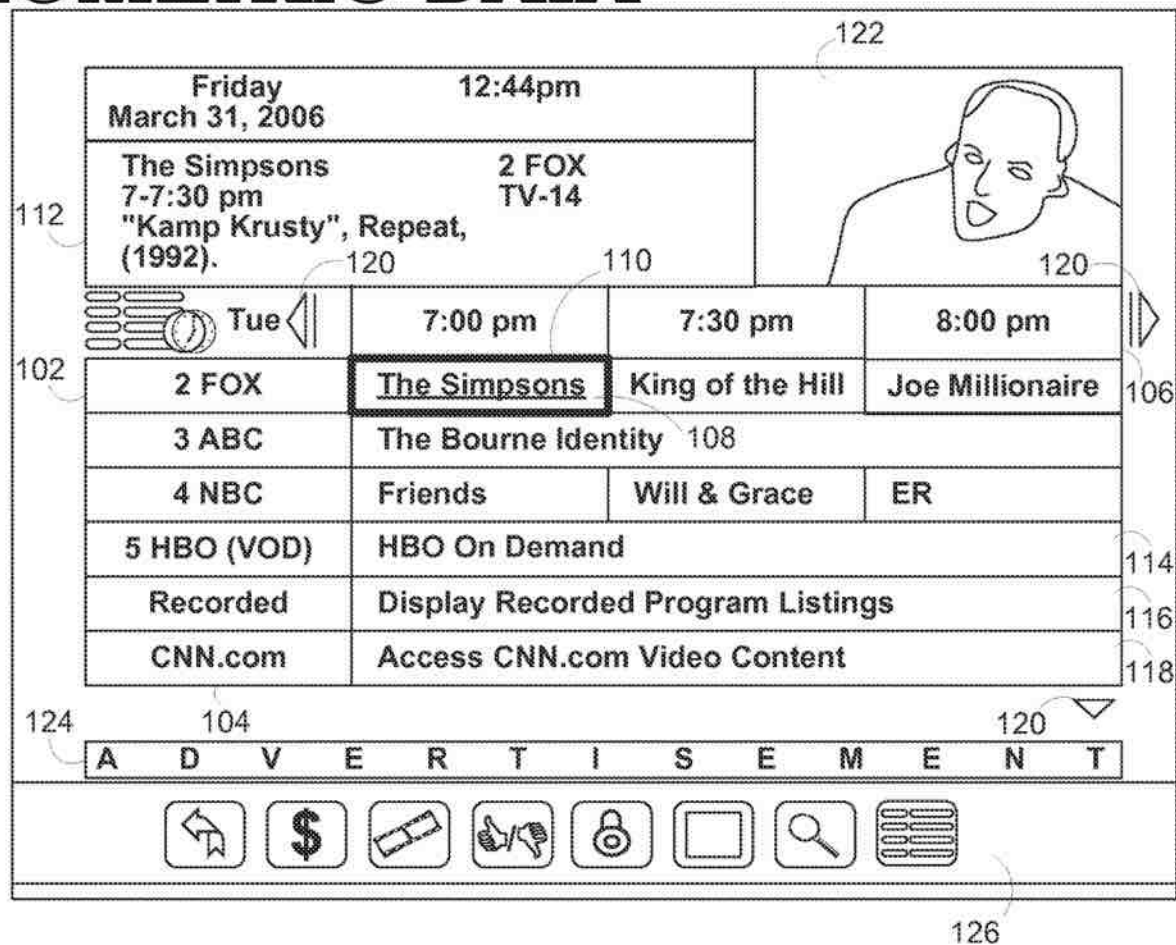 122
Friday 12:44pm
March 31, 2006
The Simpsons 2 FOX
7-7:30 pm TV-14
112
"Kamp Krusty", Repeat,
(1992).
120 110 120
Tue 7:00 pm 7:30 pm 8:00 pm
102
2 FOX The Simpsons King of the Hill Joe Millionaire 106
3 ABC The Bourne Identity 108
4 NBC Friends Will & Grace ER
5 HBO (VOD) HBO On Demand 114
Recorded Display Recorded Program Listings 116
CNN.com Access CNN.com Video Content 118
124 104 120
A D V E R T I S E M E N T
$
126